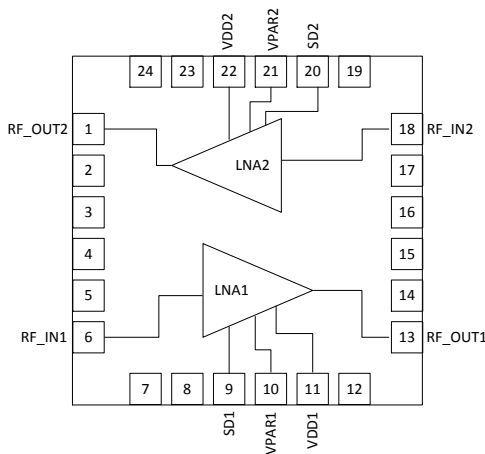 VDD2 VPAR2 SD2
24 23 22 21 20 19
RF_OUT2 1 18 RF_IN2
LNA2
2 17
3 16
4 15
LNA1
5 14
RF_IN1 6 13 RF_OUT1
7 8 9 10 11 12
SD1 VPAR1 VDD1